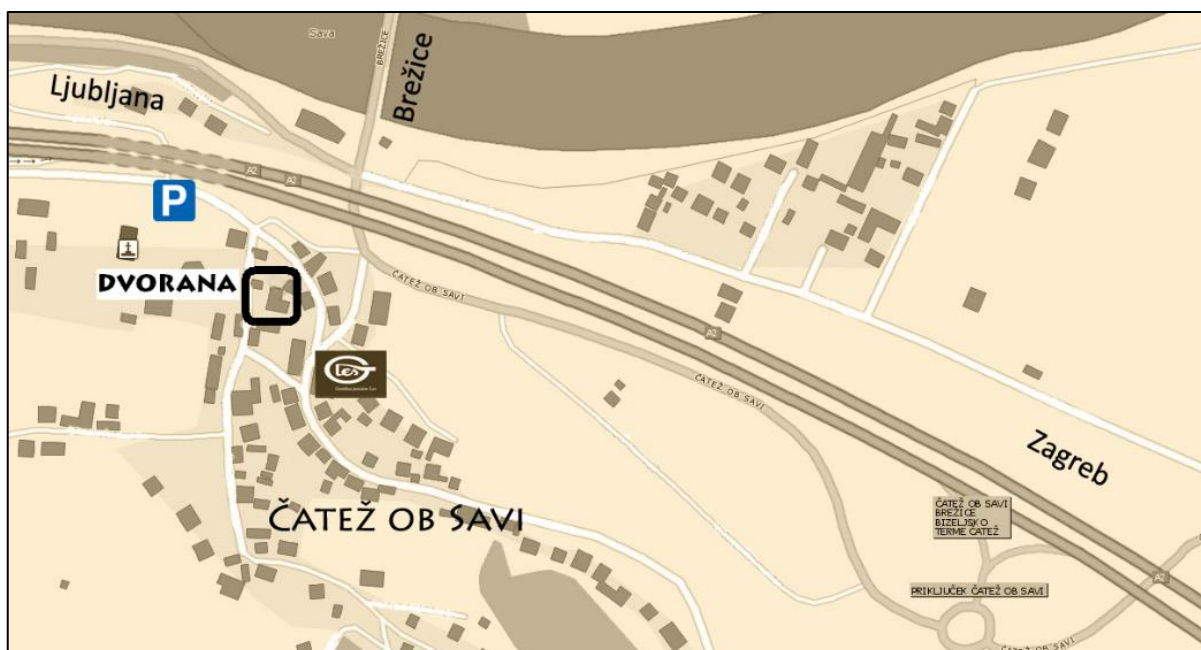 Sava
BREŽICE
Ljubljana
Brežice
A2
A2
P
DVORANA
ČATEŽ OB SAVI
Les
A2
ČATEŽ OB SAVI
Zagreb
ČATEŽ OB SAVI
ČATEŽ OB SAVI
BREŽICE
BIZELJSKO
TERME ČATEŽ
A2
PRIKLJUČEK ČATEŽ OB SAVI
ČATEŽ OB SAVI